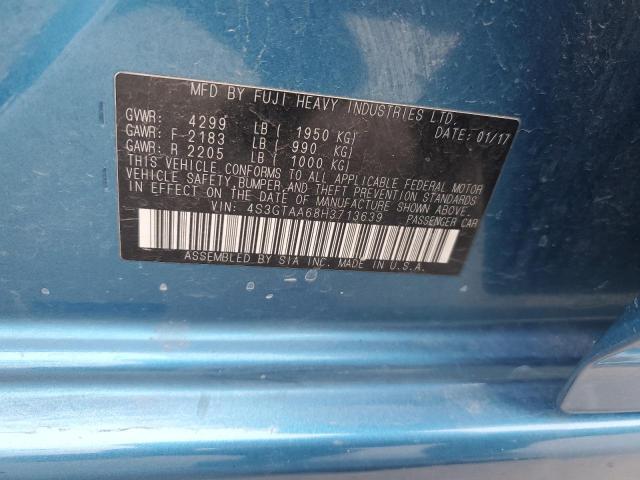 MFD BY FUJI HEAVY INDUSTRIES LTD.
GVWR: 4299 LB ( 1950 KG) DATE: 01/17
GAWR: F-2183 LB ( 990 KG)
GAWR: R 2205 LB ( 1000 KG)
THIS VEHICLE CONFORMS TO ALL APPLICABLE FEDERAL MOTOR
VEHICLE SAFETY, BUMPER, AND THEFT PREVENTION STANDARDS
IN EFFECT ON THE DATE OF MANUFACTURE SHOWN ABOVE.
VIN: 4S3GTAA68H3713639 PASSENGER CAR
ASSEMBLED BY SIA INC. MADE IN U.S.A.